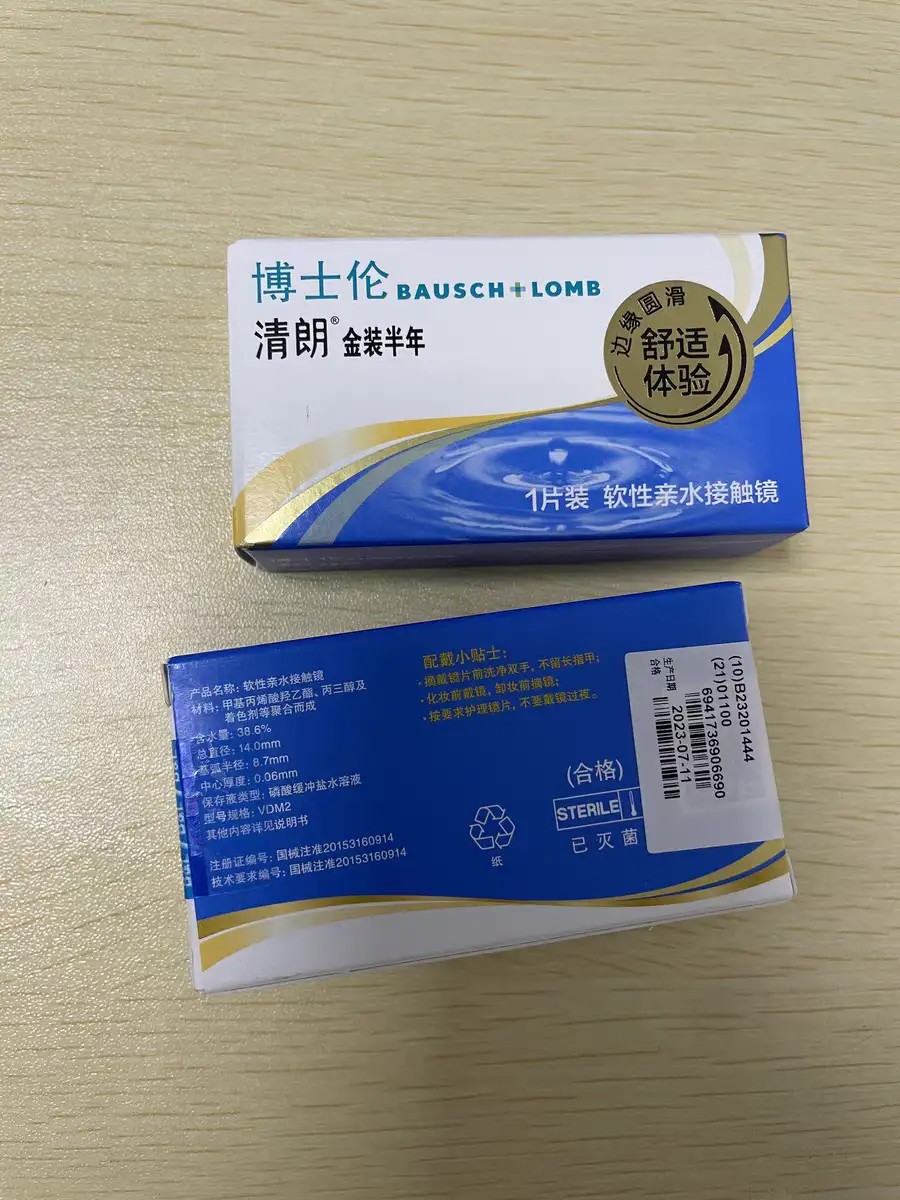 博士伦 BAUSCH+LOMB
清朗® 金装半年
边缘圆滑
舒适
体验
1片装 软性亲水接触镜
产品名称: 软性亲水接触镜
材料: 甲基丙烯酸羟乙酯、丙三醇及
着色剂等聚合而成
含水量: 38.6%
总直径: 14.0mm
基弧半径: 8.7mm
中心厚度: 0.06mm
保存液类型: 磷酸缓冲盐水溶液
型号规格: VDM2
其他内容详见说明书
注册证编号: 国械注准20153160914
技术要求编号: 国械注准20153160914
配戴小贴士:
·摘戴镜片前洗净双手，不留长指甲;
·化妆前戴镜，卸妆前摘镜;
·按要求护理镜片，不要戴镜过夜。
纸
(合格)
STERILE
已灭菌
(10)B23201444
(21)01100
6941736906690
生产日期 2023-07-11
合格